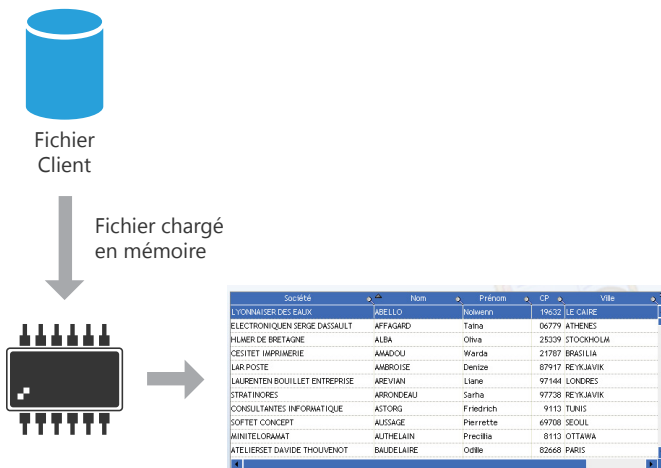 Fichier
Client
Fichier chargé
en mémoire
Société Nom Prénom CP Ville
LYONNAISER DES EAUX ABELLO Nolwenn 19632 LE CAIRE
ELECTRONIQUEN SERGE DASSAULT AFFAGARD Taina 06779 ATHENES
HLMER DE BRETAGNE ALBA Oliva 25339 STOCKHOLM
CESITET IMPRIMERIE AMADOU Warda 21787 BRASILIA
LAR POSTE AMBROISE Denize 87917 REYKJAVIK
LAURENTEN BOUILLET ENTREPRISE AREVIAN Liane 97144 LONDRES
STRATINORES ARRONDEAU Sarha 97738 REYKJAVIK
CONSULTANTES INFORMATIQUE ASTORG Friedrich 9113 TUNIS
SOFTET CONCEPT AUSSAGE Pierrette 69708 SEOUL
MINITELORAMAT AUTHELAIN Precillia 8113 OTTAWA
ATELIERSET DAVIDE THOUVENOT BAUDELAIRE Odille 82668 PARIS